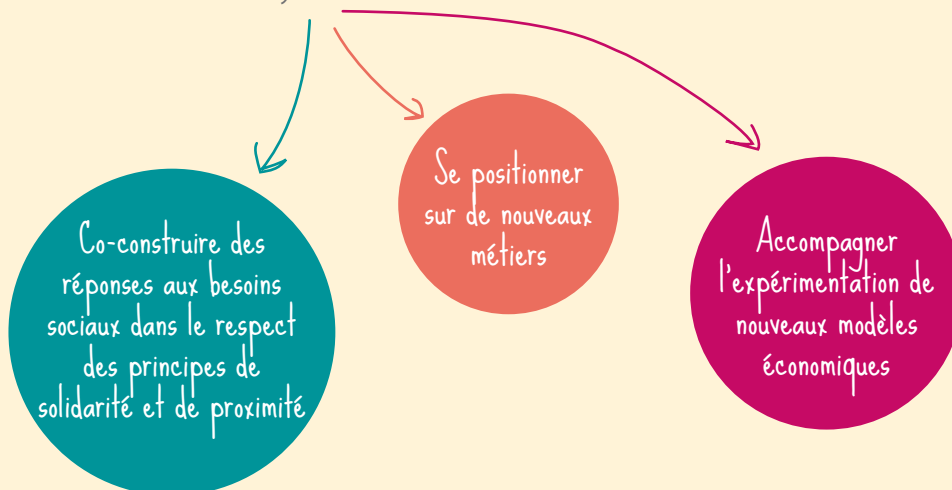 Co-construire des
réponses aux besoins
sociaux dans le respect
des principes de
solidarité et de proximité
Se positionner
sur de nouveaux
métiers
Accompagner
l'expérimentation de
nouveaux modèles
économiques